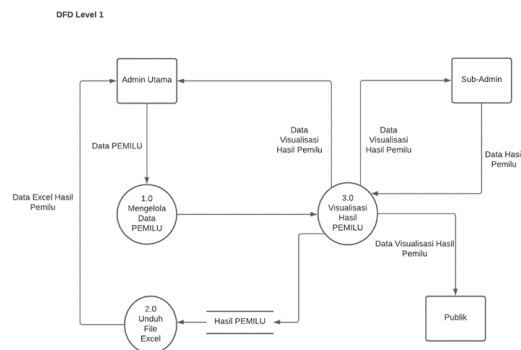 DFD Level 1
Admin Utama
Sub-Admin
Data PEMILU
Data
Visualisasi
Hasil Pemilu
Data
Visualisasi
Hasil Pemilu
Data Hasi
Pemilu
Data Excel Hasil
Pemilu
1.0
Mengelola
Data
PEMILU
3.0
Visualisasi
Hasil
PEMILU
Data Visualisasi Hasil
Pemilu
2.0
Unduh
File
Excel
Hasil PEMILU
Publik